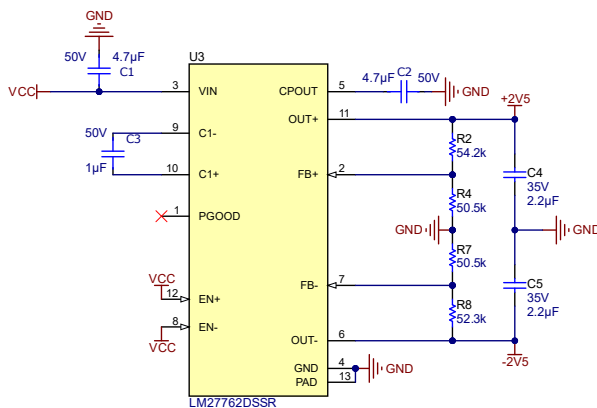 GND
50V 4.7µF
C1
VCC
U3
3 VIN
9 C1-
10 C1+
1 PGOOD
12 EN+
8 EN-
VCC
VCC
50V
C3
1µF
CPOUT 5
OUT+ 11
FB+ 2
FB- 7
OUT- 6
GND 4
PAD 13
LM27762DSSR
4.7µF C2 50V
GND
+2V5
R2
54.2k
R4
50.5k
GND
R7
50.5k
R8
52.3k
C4
35V
2.2µF
GND
C5
35V
2.2µF
-2V5
GND